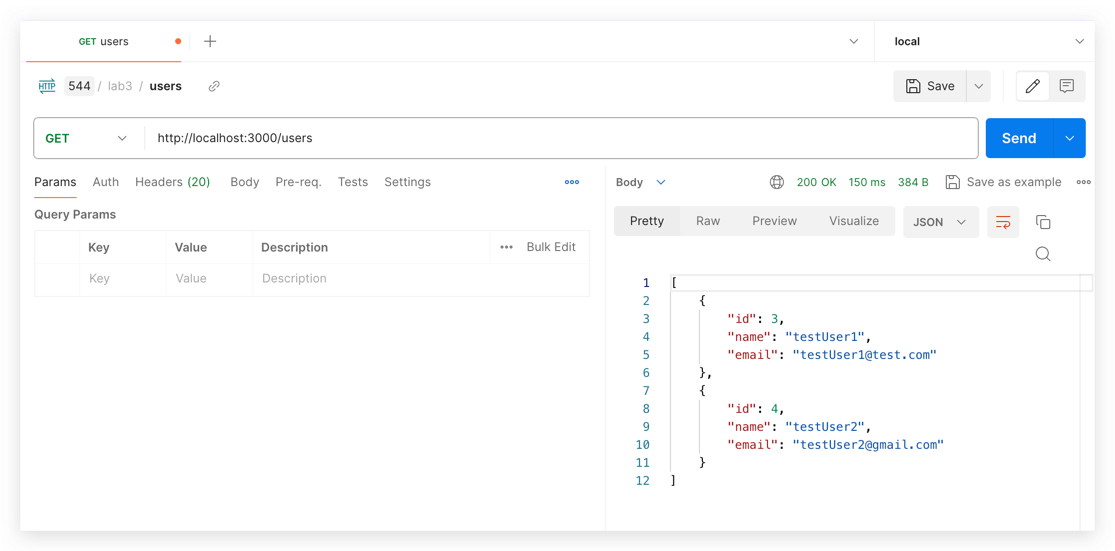 GET users
local
HTTP 544 / lab3 / users
Save
GET http://localhost:3000/users
Send
Params Auth Headers (20) Body Pre-req. Tests Settings
Query Params
Key Value Description Bulk Edit
Key Value Description
Body 200 OK 150 ms 384 B Save as example
Pretty Raw Preview Visualize JSON
1 [
2 {
3 "id": 3,
4 "name": "testUser1",
5 "email": "testUser1@test.com"
6 },
7 {
8 "id": 4,
9 "name": "testUser2",
10 "email": "testUser2@gmail.com"
11 }
12 ]